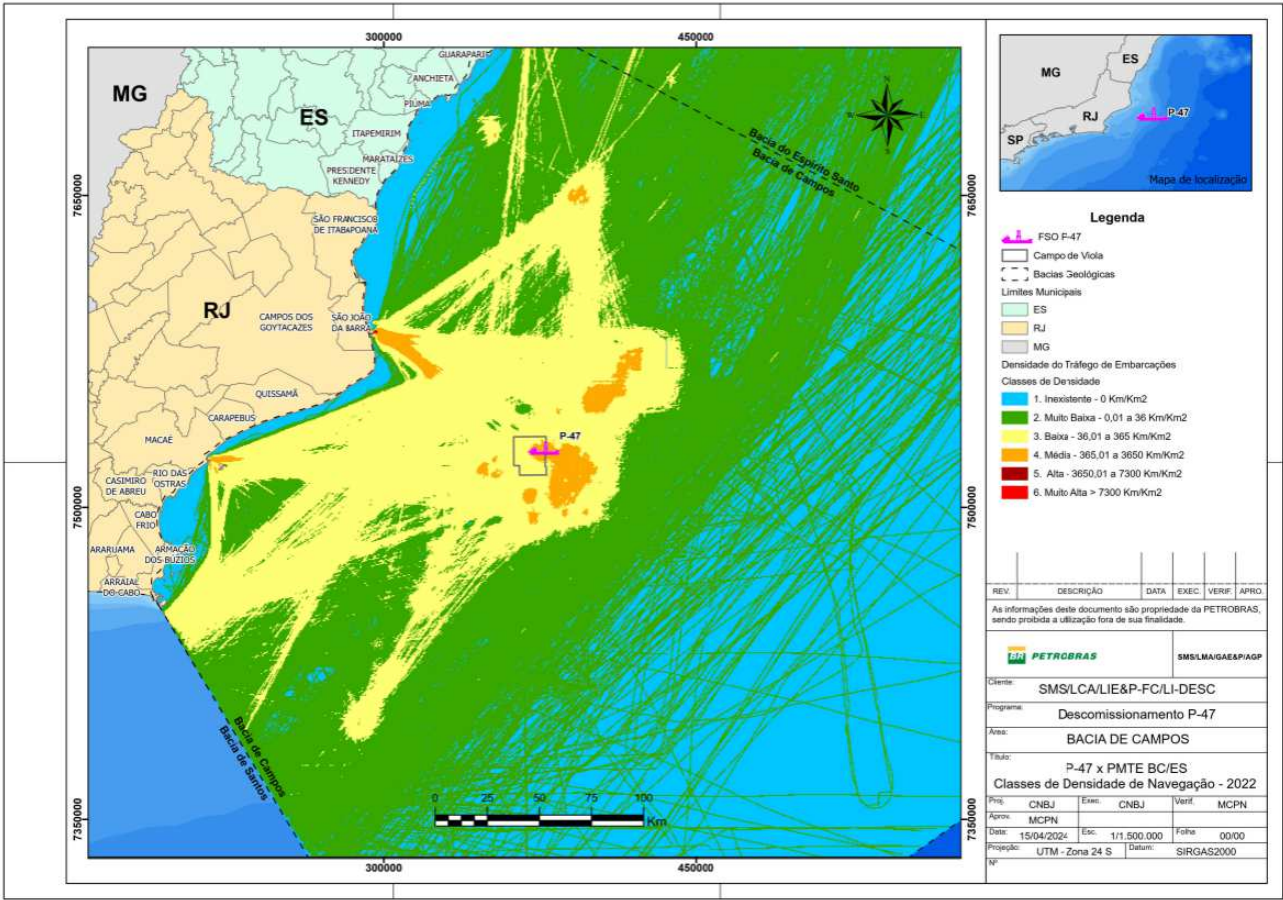 300000
450000
MG
ES
GUARAPARI
ANCHIETA
PIÚMA
ITAPEMIRIM
MARATAÍZES
PRESIDENTE
KENNEDY
SÃO FRANCISCO
DE ITABAPOANA
RJ
CAMPOS DOS
GOYTACAZES
SÃO JOÃO
DA BARRA
QUISSAMÃ
CARAPEBUS
MACAÉ
RIO DAS
OSTRAS
CASIMIRO
DE ABREU
CABO
FRIO
ARARUAMA
ARMAÇÃO
DOS BÚZIOS
ARRAIAL
DO CABO
Bacia do Espírito Santo
Bacia de Campos
N
W
E
S
P-47
Bacia de Campos
Bacia de Santos
0 25 50 75 100
Km
7650000
7500000
7350000
7650000
7500000
7350000
300000
450000
MG
ES
RJ
SP
P-47
Mapa de localização
Legenda
FSO P-47
Campo de Viola
Bacias Geológicas
Limites Municipais
ES
RJ
MG
Densidade do Tráfego de Embarcações
Classes de Densidade
1. Inexistente - 0 Km/Km2
2. Muito Baixa - 0,01 a 36 Km/Km2
3. Baixa - 36,01 a 365 Km/Km2
4. Média - 365,01 a 3650 Km/Km2
5. Alta - 3650,01 a 7300 Km/Km2
6. Muito Alta > 7300 Km/Km2
REV. DESCRIÇÃO DATA EXEC. VERIF. APRO.
As informações deste documento são propriedade da PETROBRAS,
sendo proibida a utilização fora de sua finalidade.
BR PETROBRAS SMS/LMA/GAE&P/AGP
Cliente: SMS/LCA/LIE&P-FC/LI-DESC
Programa: Descomissionamento P-47
Área: BACIA DE CAMPOS
Título: P-47 x PMTE BC/ES
Classes de Densidade de Navegação - 2022
Proj. CNBJ Exec. CNBJ Verif. MCPN
Aprov. MCPN
Data: 15/04/2024 Esc. 1/1.500.000 Folha 00/00
Projeção: UTM - Zona 24 S Datum: SIRGAS2000
Nº